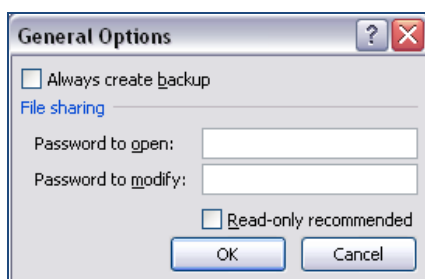 General Options
?
Always create backup
File sharing
Password to open:
Password to modify:
Read-only recommended
OK Cancel